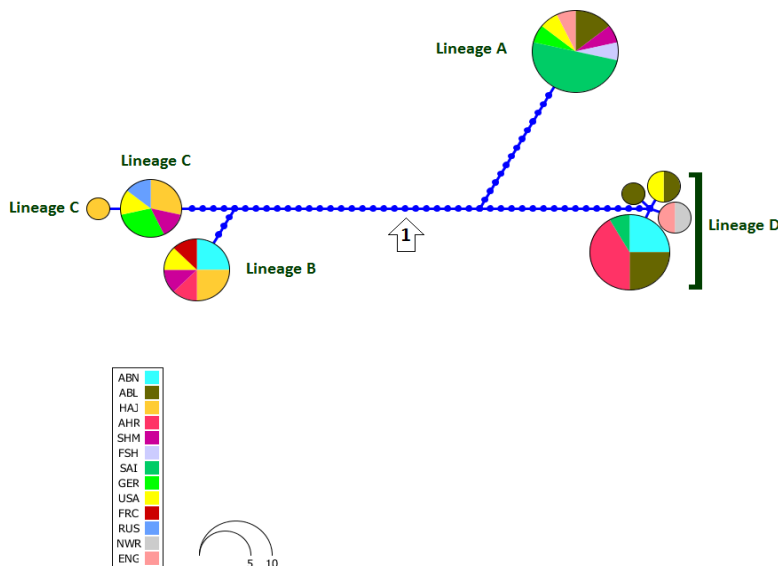 Lineage A
Lineage C
Lineage C
Lineage B
1
Lineage D
ABN
ABL
HAJ
AHR
SHM
FSH
SAI
GER
USA
FRC
RUS
NWR
ENG
5 10